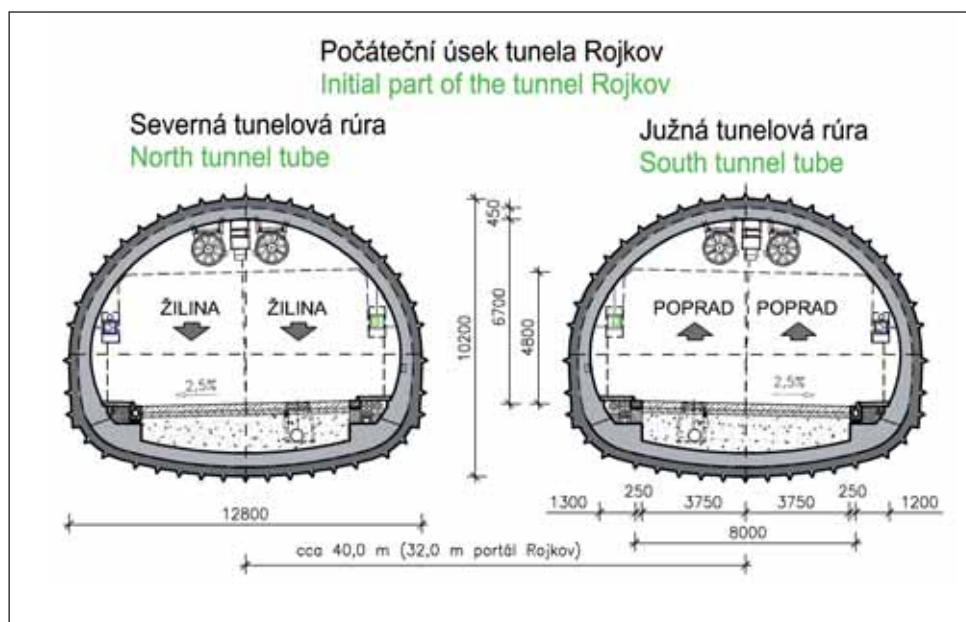 Počáteční úsek tunela Rojkov
Initial part of the tunnel Rojkov
Severná tunelová rúra
North tunnel tube
Južná tunelová rúra
South tunnel tube
ŽILINA ŽILINA
2,5%
10200
450
6700
4800
POPRAD POPRAD
2,5%
12800
1300 250 3750 3750 250 1200
8000
cca 40,0 m (32,0 m portál Rojkov)